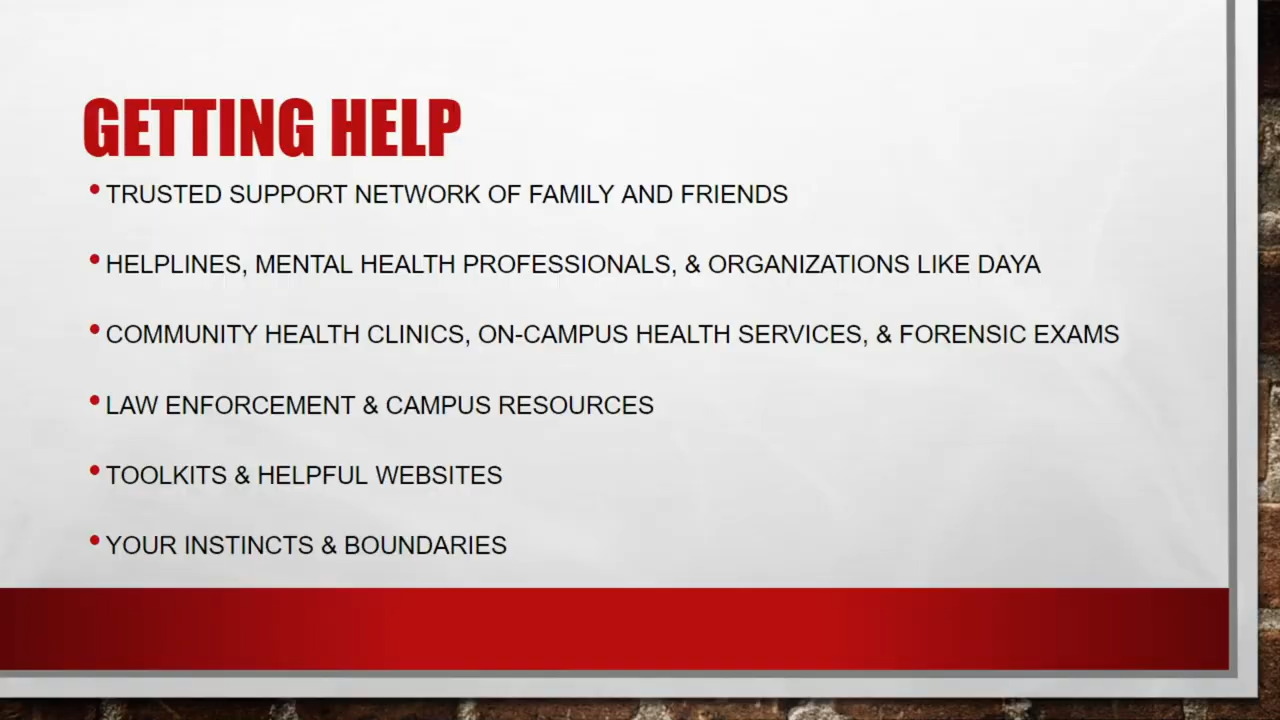 GETTING HELP
• TRUSTED SUPPORT NETWORK OF FAMILY AND FRIENDS
• HELPLINES, MENTAL HEALTH PROFESSIONALS, & ORGANIZATIONS LIKE DAYA
• COMMUNITY HEALTH CLINICS, ON-CAMPUS HEALTH SERVICES, & FORENSIC EXAMS
• LAW ENFORCEMENT & CAMPUS RESOURCES
• TOOLKITS & HELPFUL WEBSITES
• YOUR INSTINCTS & BOUNDARIES